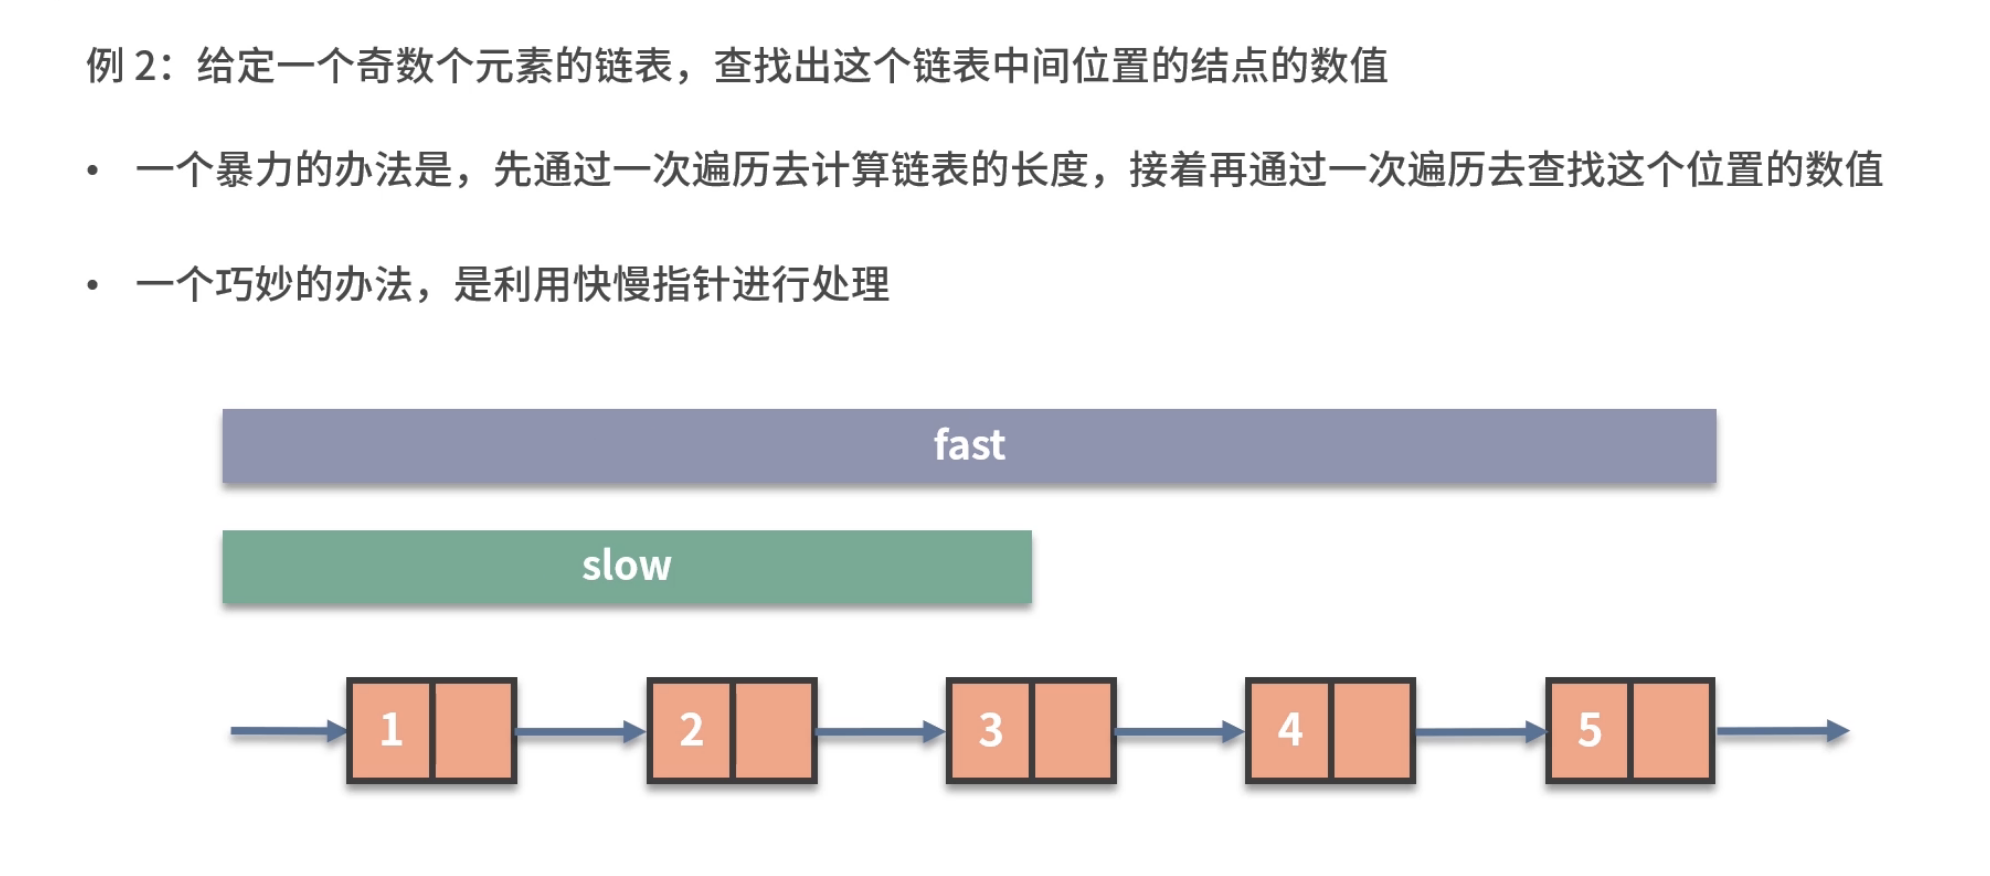 例 2：给定一个奇数个元素的链表，查找出这个链表中间位置的结点的数值
• 一个暴力的办法是，先通过一次遍历去计算链表的长度，接着再通过一次遍历去查找这个位置的数值
• 一个巧妙的办法，是利用快慢指针进行处理
fast
slow
1 2 3 4 5